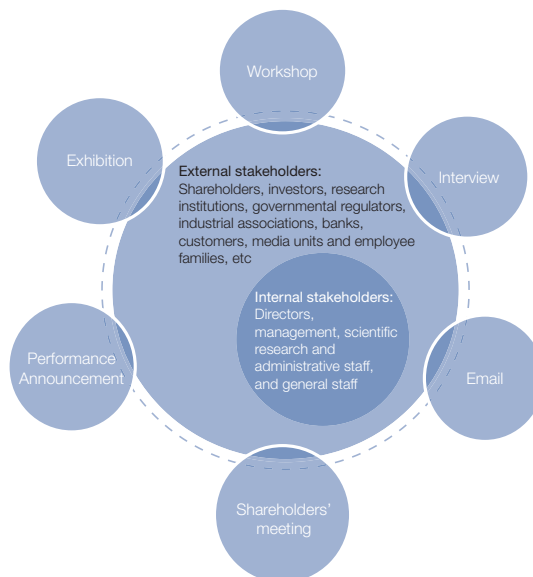 Workshop
Exhibition
Interview
External stakeholders:
Shareholders, investors, research
institutions, governmental regulators,
industrial associations, banks,
customers, media units and employee
families, etc
Internal stakeholders:
Directors,
management, scientific
research and
administrative staff,
and general staff
Performance
Announcement
Email
Shareholders’
meeting